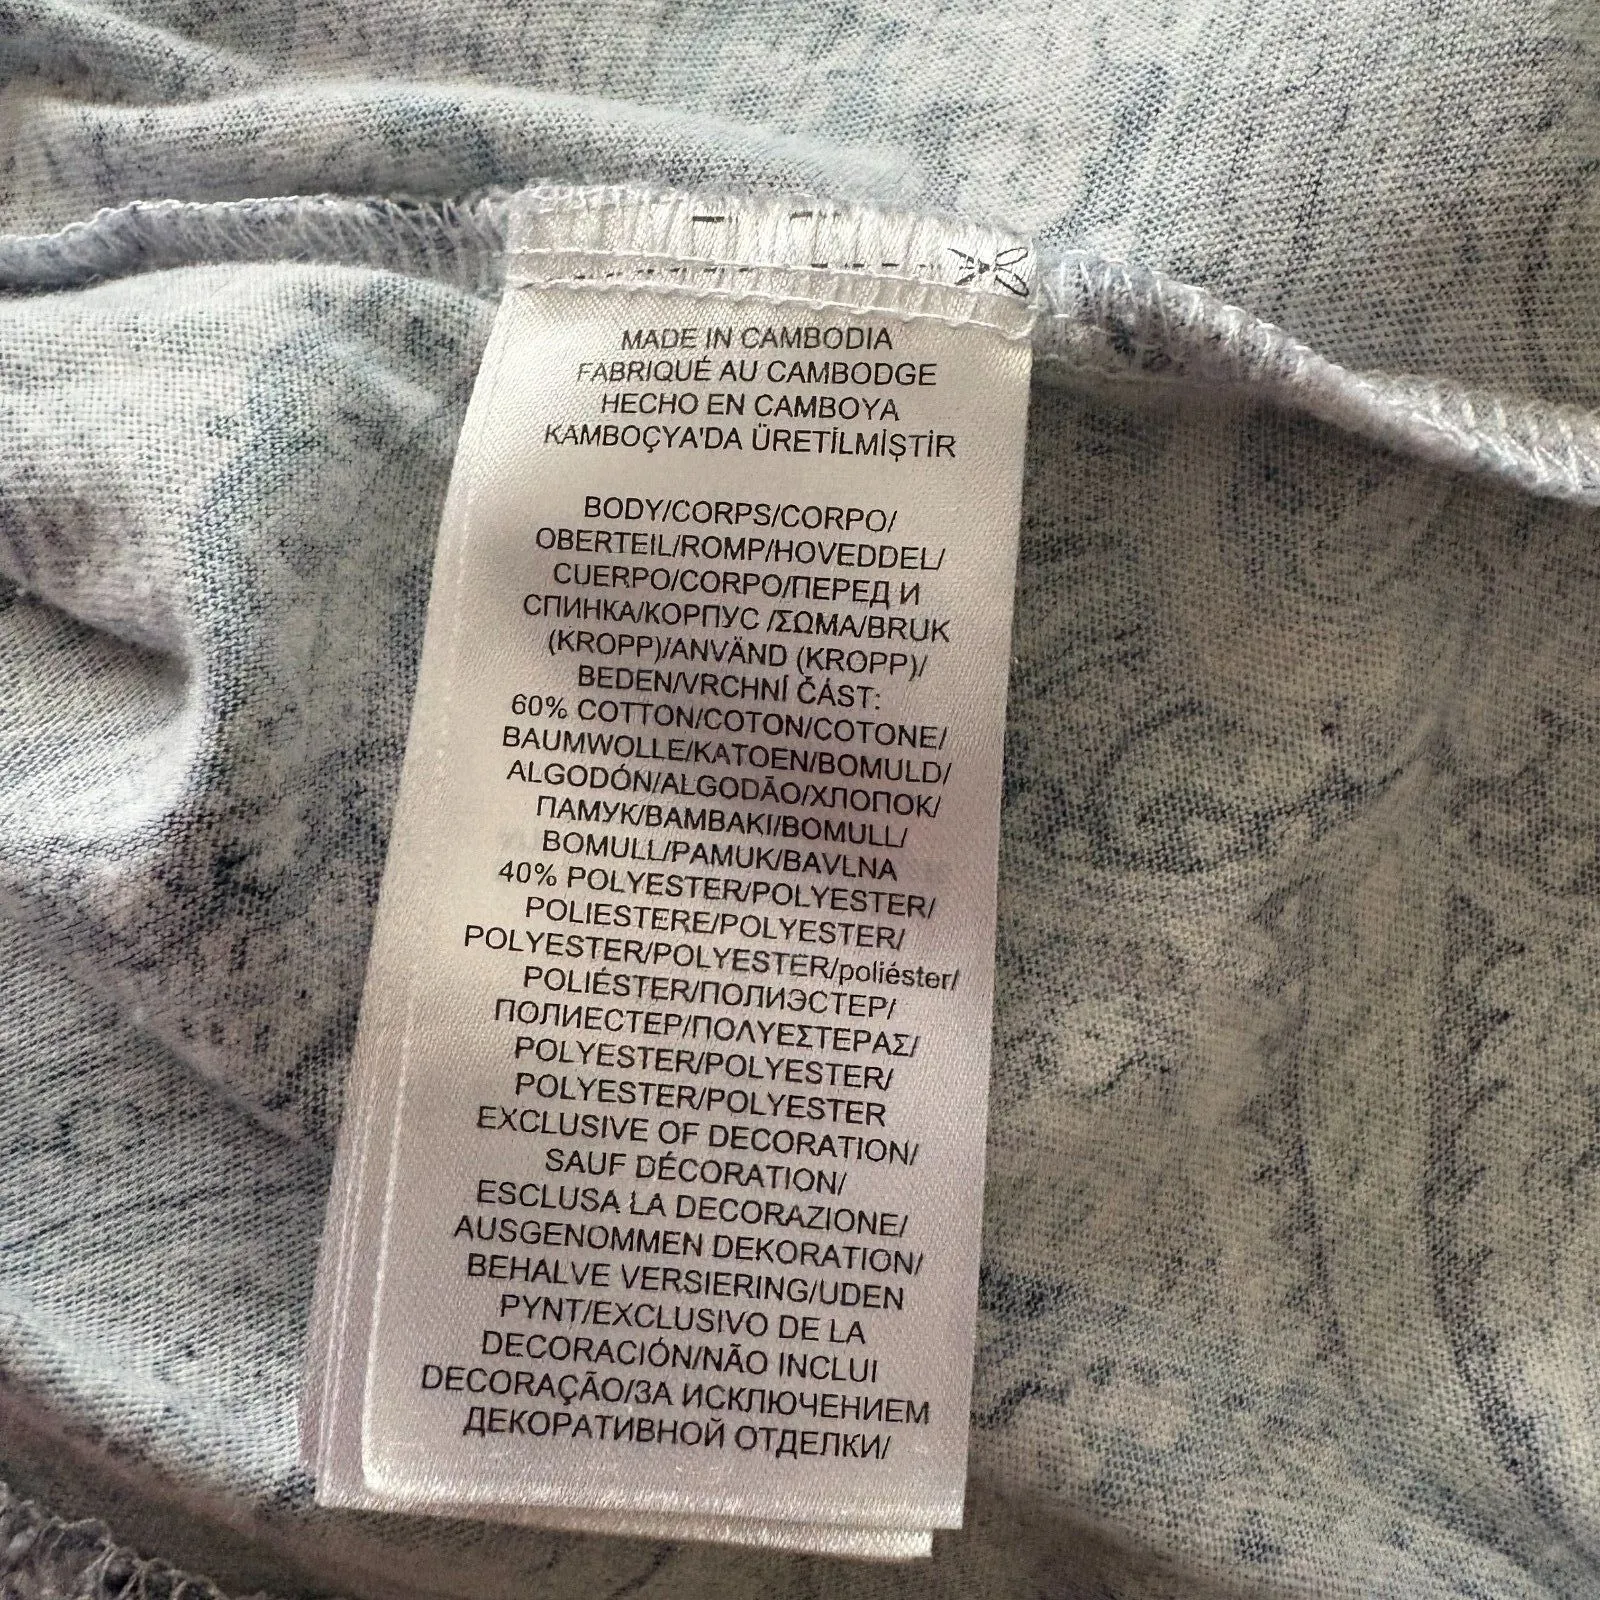 MADE IN CAMBODIA
FABRIQUÉ AU CAMBODGE
HECHO EN CAMBOYA
KAMBOÇYA'DA ÜRETİLMİŞTİR
BODY/CORPS/CORPO/
OBERTEIL/ROMP/HOVEDDEL/
CUERPO/CORPO/ПЕРЕД И
СПИНКА/КОРПУС /ΣΩΜΑ/BRUK
(KROPP)/ANVÄND (KROPP)/
BEDEN/VRCHNÍ ČÁST:
60% COTTON/COTON/COTONE/
BAUMWOLLE/KATOEN/BOMULD/
ALGODÓN/ALGODÃO/ХЛОПОК/
ПАМУК/ΒΑΜΒΑΚΙ/BOMULL/
BOMULL/PAMUK/BAVLNA
40% POLYESTER/POLYESTER/
POLIESTERE/POLYESTER/
POLYESTER/POLYESTER/poliéster/
POLIÉSTER/ПОЛИЭСТЕР/
ПОЛИЕСТЕР/ΠΟΛΥΕΣΤΕΡΑΣ/
POLYESTER/POLYESTER/
POLYESTER/POLYESTER
EXCLUSIVE OF DECORATION/
SAUF DÉCORATION/
ESCLUSA LA DECORAZIONE/
AUSGENOMMEN DEKORATION/
BEHALVE VERSIERING/UDEN
PYNT/EXCLUSIVO DE LA
DECORACIÓN/NÃO INCLUI
DECORAÇÃO/ЗА ИСКЛЮЧЕНИЕМ
ДЕКОРАТИВНОЙ ОТДЕЛКИ/